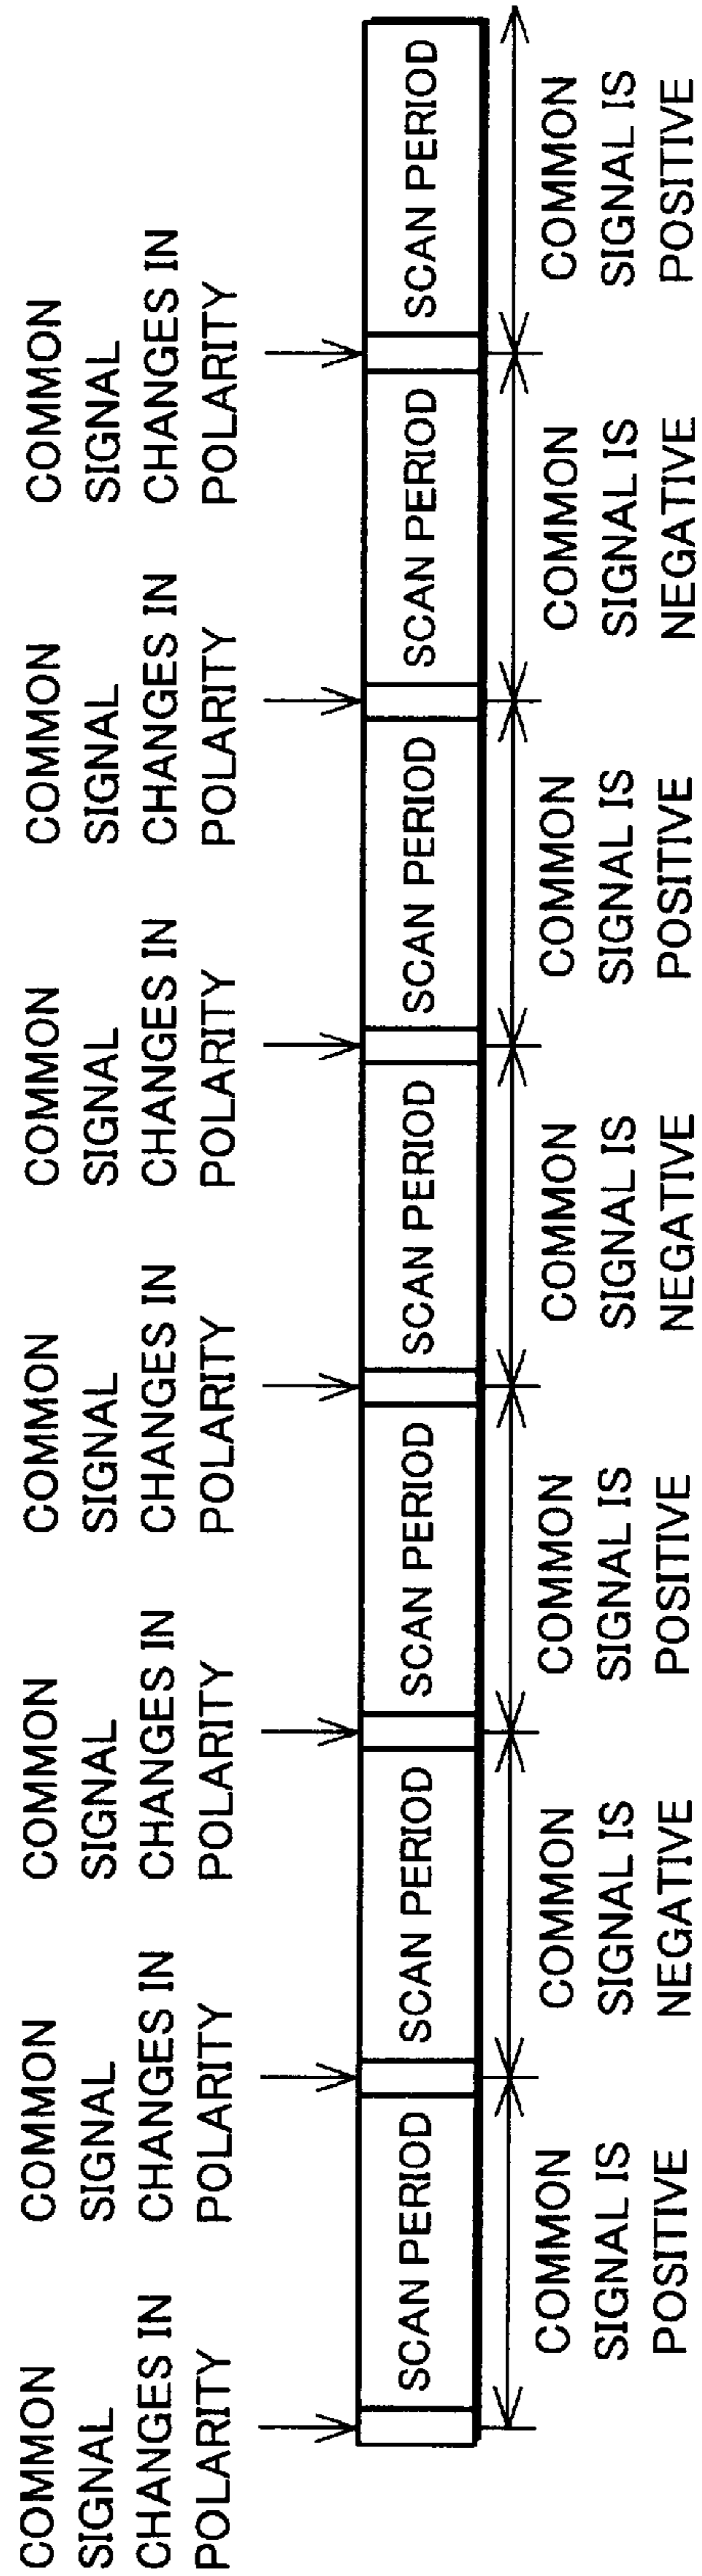 COMMON
SIGNAL
CHANGES IN
POLARITY
COMMON
SIGNAL
CHANGES IN
POLARITY
COMMON
SIGNAL
CHANGES IN
POLARITY
COMMON
SIGNAL
CHANGES IN
POLARITY
COMMON
SIGNAL
CHANGES IN
POLARITY
COMMON
SIGNAL
CHANGES IN
POLARITY
COMMON
SIGNAL
CHANGES IN
POLARITY
SCAN PERIOD
SCAN PERIOD
SCAN PERIOD
SCAN PERIOD
SCAN PERIOD
SCAN PERIOD
SCAN PERIOD
COMMON
SIGNAL IS
POSITIVE
COMMON
SIGNAL IS
NEGATIVE
COMMON
SIGNAL IS
POSITIVE
COMMON
SIGNAL IS
NEGATIVE
COMMON
SIGNAL IS
POSITIVE
COMMON
SIGNAL IS
NEGATIVE
COMMON
SIGNAL IS
POSITIVE